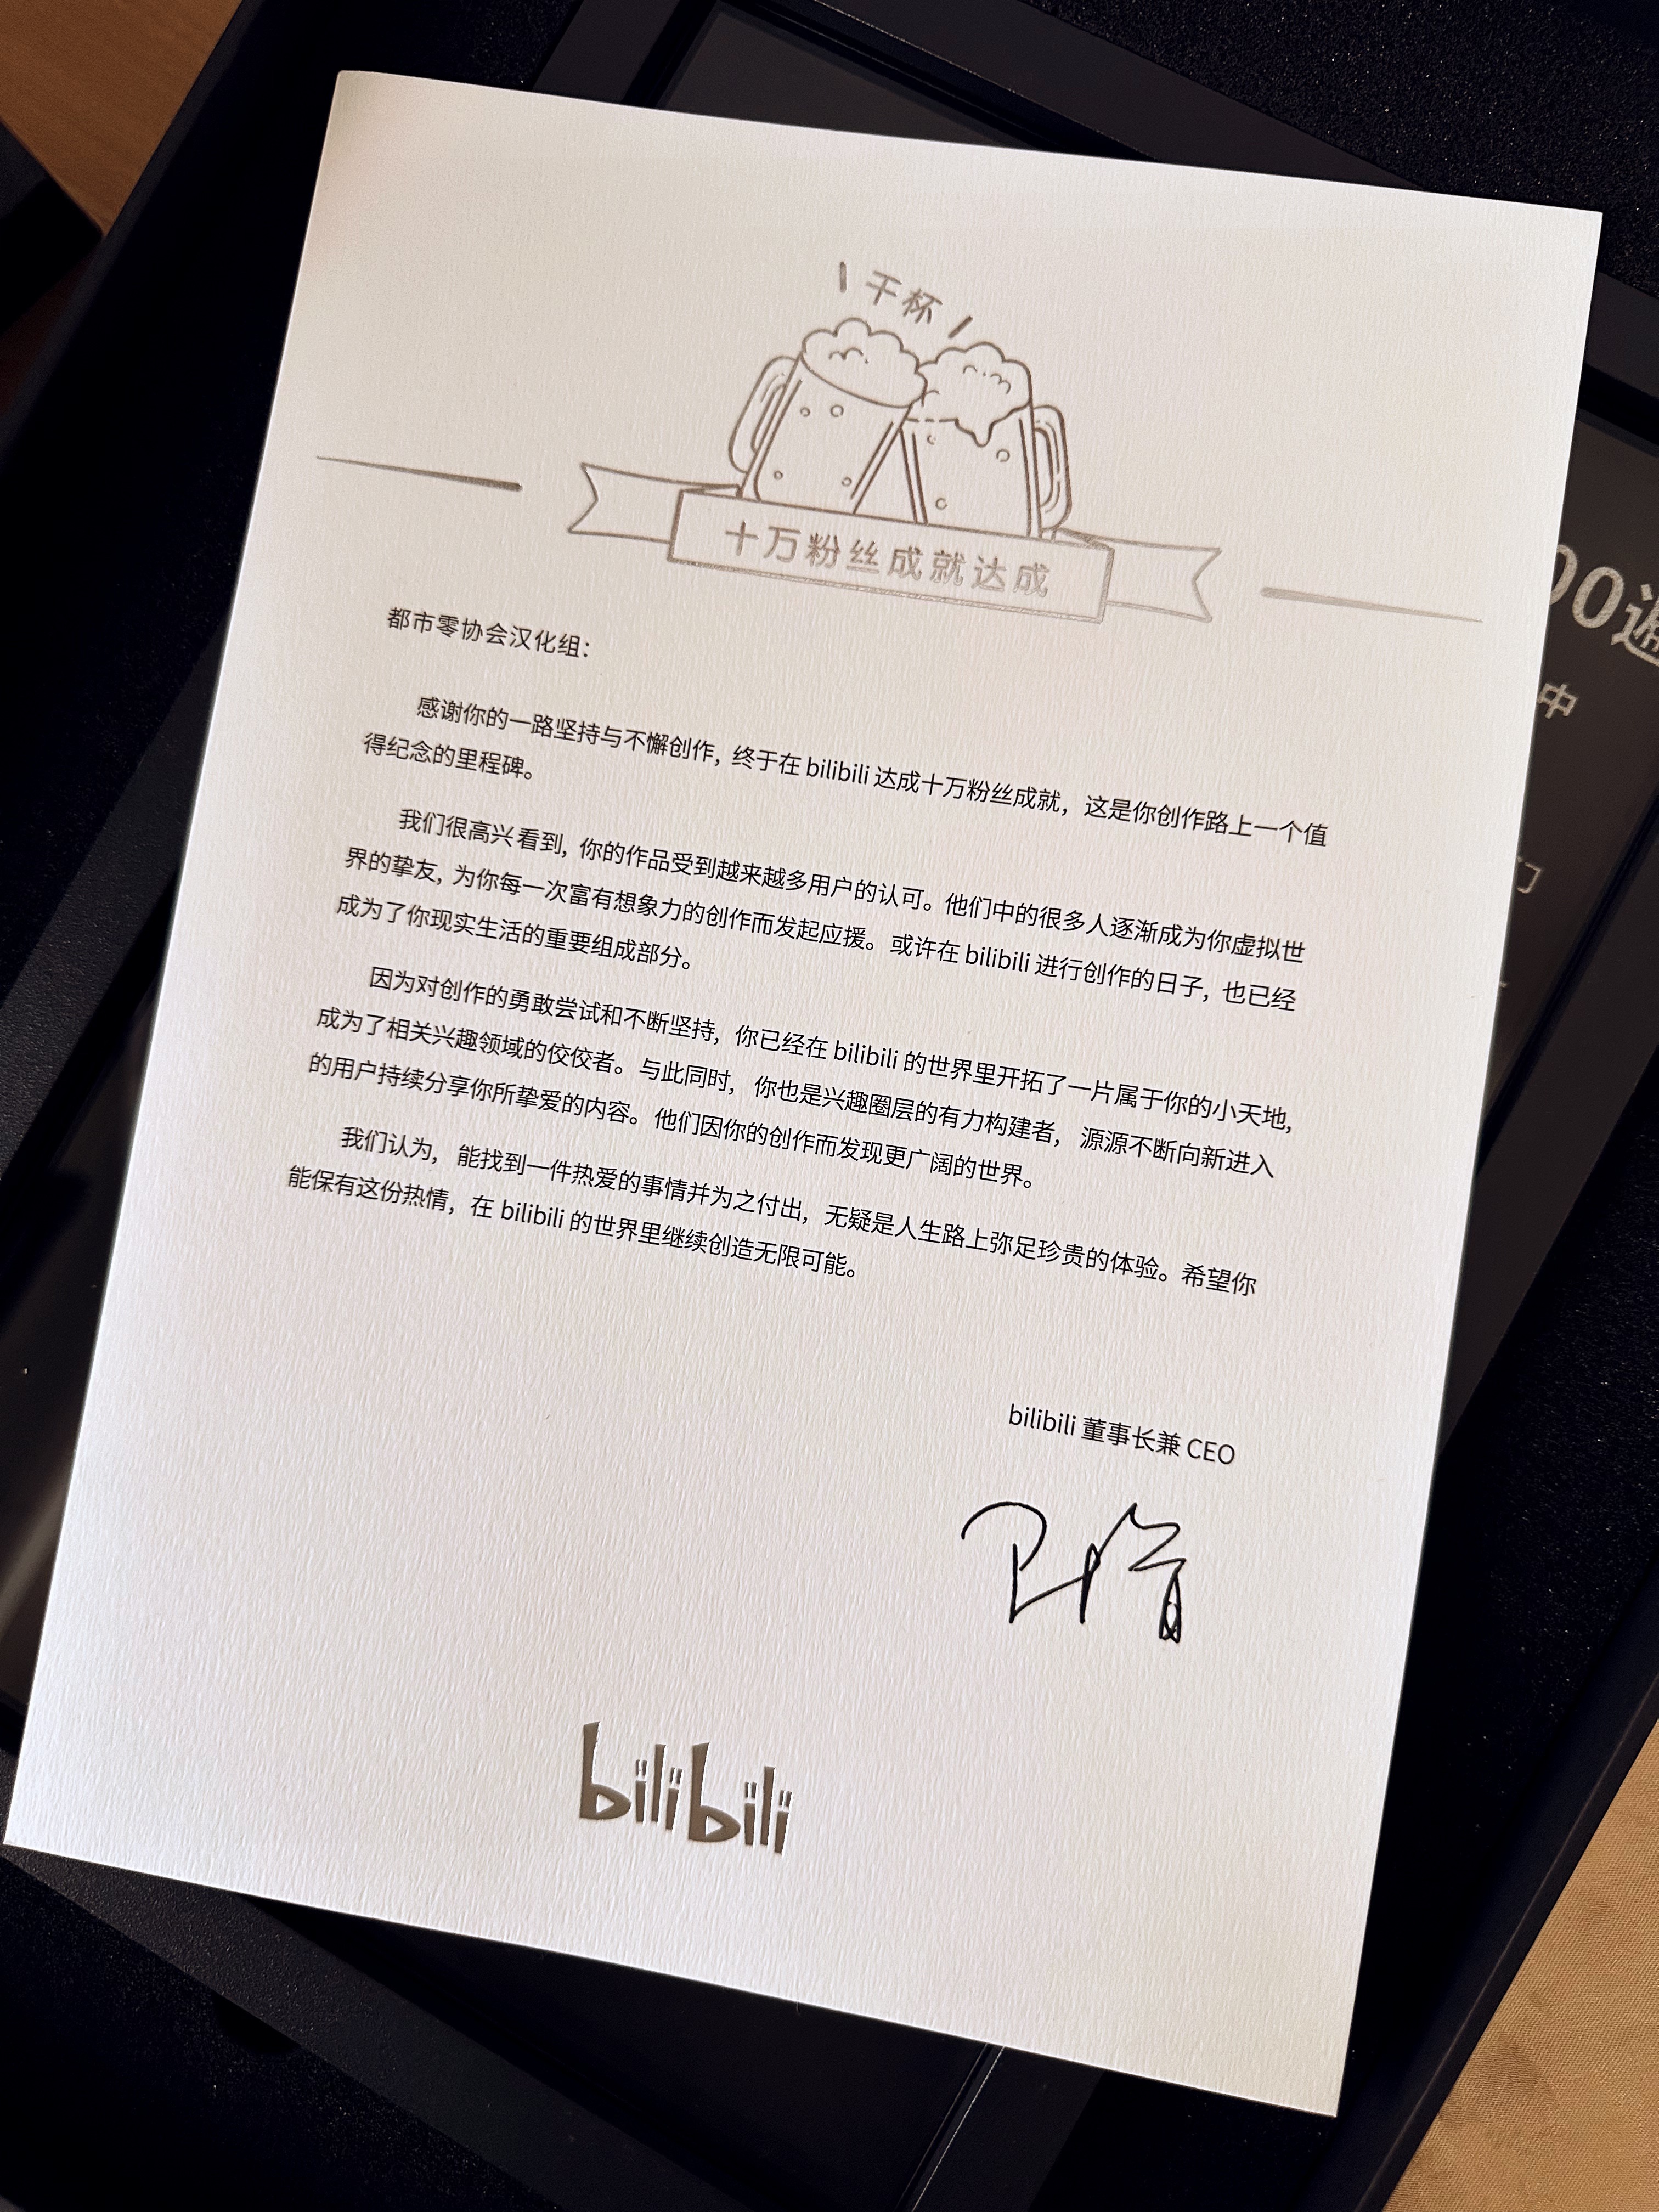 干杯
十万粉丝成就达成
都市零协会汉化组：
感谢你的一路坚持与不懈创作，终于在 bilibili 达成十万粉丝成就，这是你创作路上一个值
得纪念的里程碑。
我们很高兴看到，你的作品受到越来越多用户的认可。他们中的很多人逐渐成为你虚拟世
界的挚友，为你每一次富有想象力的创作而发起应援。或许在 bilibili 进行创作的日子，也已经
成为了你现实生活的重要组成部分。
因为对创作的勇敢尝试和不断坚持，你已经在 bilibili 的世界里开拓了一片属于你的小天地，
成为了相关兴趣领域的佼佼者。与此同时，你也是兴趣圈层的有力构建者，源源不断向新进入
的用户持续分享你所挚爱的内容。他们因你的创作而发现更广阔的世界。
我们认为，能找到一件热爱的事情并为之付出，无疑是人生路上弥足珍贵的体验。希望你
能保有这份热情，在 bilibili 的世界里继续创造无限可能。
bilibili 董事长兼 CEO
bilibili
00
中